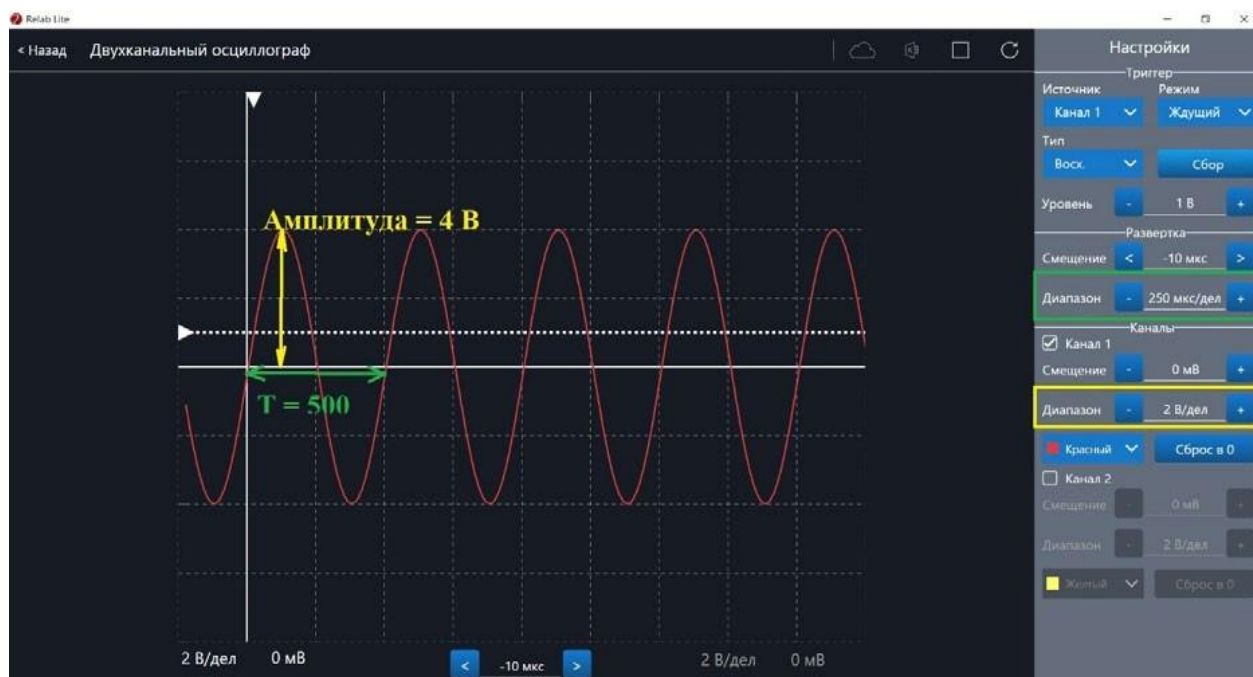 Relab Lite
< Назад Двухканальный осциллограф
Настройки
Триггер
Источник Режим
Канал 1 Ждущий
Тип
Восх. Сбор
Уровень - 1 В +
Развертка
Смещение < -10 мкс >
Диапазон - 250 мкс/дел +
Каналы
Канал 1
Смещение - 0 мВ +
Диапазон - 2 В/дел +
Красный Сброс в 0
Канал 2
Смещение - 0 мВ +
Диапазон - 2 В/дел +
Желтый Сброс в 0
Амплитуда = 4 В
T = 500
2 В/дел 0 мВ < -10 мкс > 2 В/дел 0 мВ